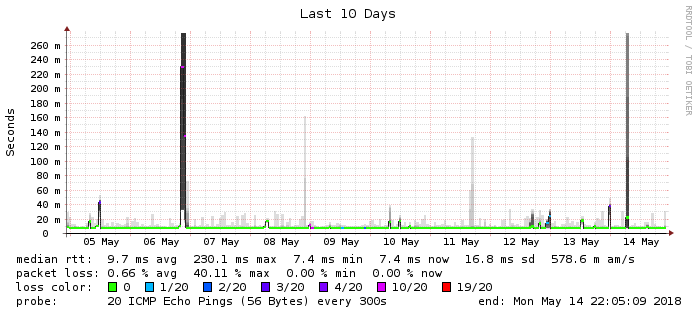 Last 10 Days
RRDTOOL / TOBI OETIKER
Seconds
260 m
240 m
220 m
200 m
180 m
160 m
140 m
120 m
100 m
80 m
60 m
40 m
20 m
0
05 May 06 May 07 May 08 May 09 May 10 May 11 May 12 May 13 May 14 May
median rtt: 9.7 ms avg 230.1 ms max 7.4 ms min 7.4 ms now 16.8 ms sd 578.6 m am/s
packet loss: 0.66 % avg 40.11 % max 0.00 % min 0.00 % now
loss color: 0 1/20 2/20 3/20 4/20 10/20 19/20
probe: 20 ICMP Echo Pings (56 Bytes) every 300s end: Mon May 14 22:05:09 2018